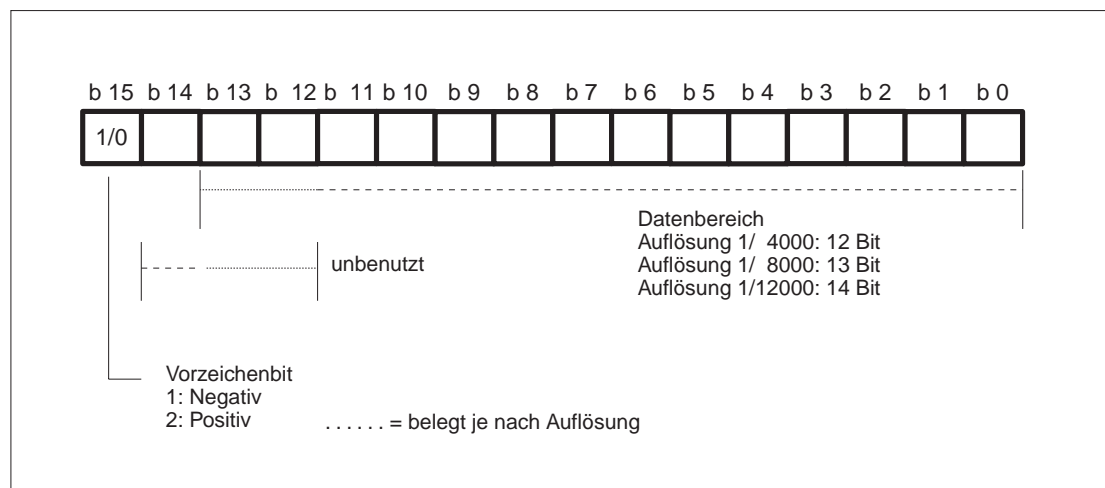 b 15 b 14 b 13 b 12 b 11 b 10 b 9 b 8 b 7 b 6 b 5 b 4 b 3 b 2 b 1 b 0
1/0
Datenbereich
Auflösung 1/ 4000: 12 Bit
Auflösung 1/ 8000: 13 Bit
Auflösung 1/12000: 14 Bit
unbenutzt
Vorzeichenbit
1: Negativ
2: Positiv
. . . . . . = belegt je nach Auflösung